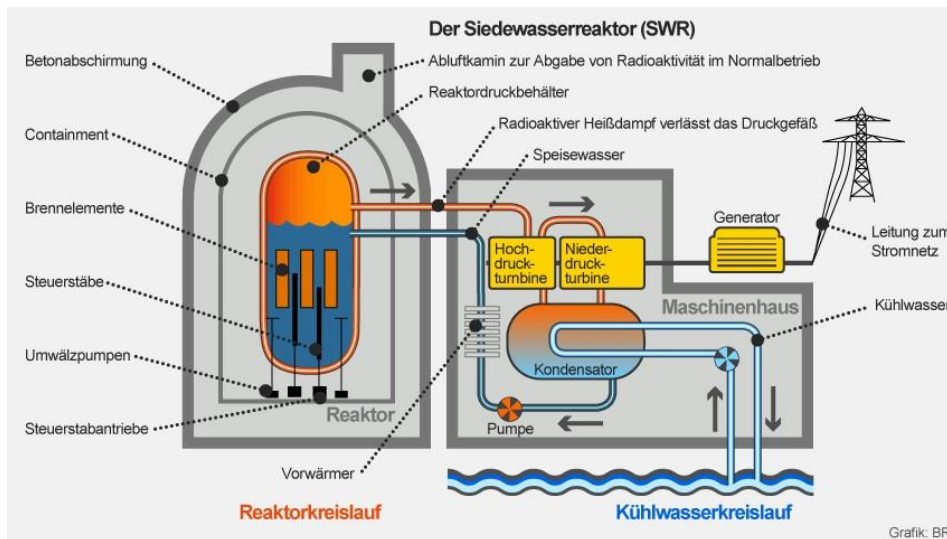 Der Siedewasserreaktor (SWR)
Betonabschirmung
Abluftkamin zur Abgabe von Radioaktivität im Normalbetrieb
Reaktordruckbehälter
Radioaktiver Heißdampf verlässt das Druckgefäß
Containment
Speisewasser
Brennelemente
Generator
Leitung zum
Stromnetz
Hoch-
druck-
turnbine
Nieder-
druck-
turbine
Steuerstäbe
Maschinenhaus
Kühlwasser
Umwälzpumpen
Kondensator
Reaktor
Steuerstabantriebe
Pumpe
Vorwärmer
Reaktorkreislauf
Kühlwasserkreislauf
Grafik: BR